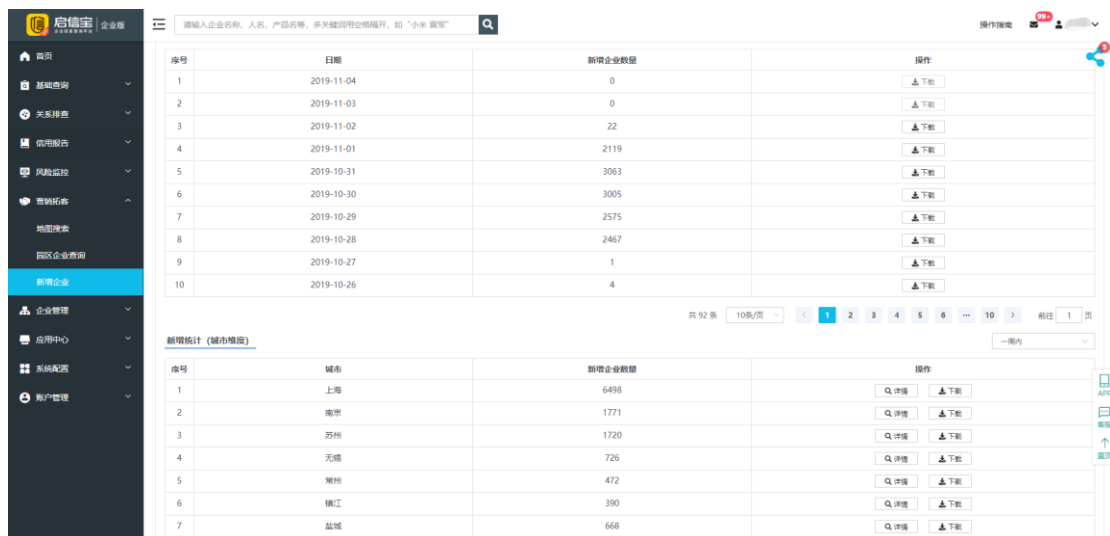 启信宝 企业版
请输入企业名称、人名、产品名等，多关键词用空格隔开，如 "小米 雷军"
操作指南 99+
首页
基础查询
关系排查
信用报告
风险监控
营销拓客
地图搜索
园区企业查询
新增企业
企业管理
应用中心
系统配置
账户管理
序号 日期 新增企业数量 操作
1 2019-11-04 0 下载
2 2019-11-03 0 下载
3 2019-11-02 22 下载
4 2019-11-01 2119 下载
5 2019-10-31 3063 下载
6 2019-10-30 3005 下载
7 2019-10-29 2575 下载
8 2019-10-28 2467 下载
9 2019-10-27 1 下载
10 2019-10-26 4 下载
共 92 条 10条/页 < 1 2 3 4 5 6 ··· 10 > 前往 1 页
新增统计（城市维度） 一周内
序号 城市 新增企业数量 操作
1 上海 6498 详情 下载
2 南京 1771 详情 下载
3 苏州 1720 详情 下载
4 无锡 726 详情 下载
5 常州 472 详情 下载
6 镇江 390 详情 下载
7 盐城 668 详情 下载
APP
客服
置顶